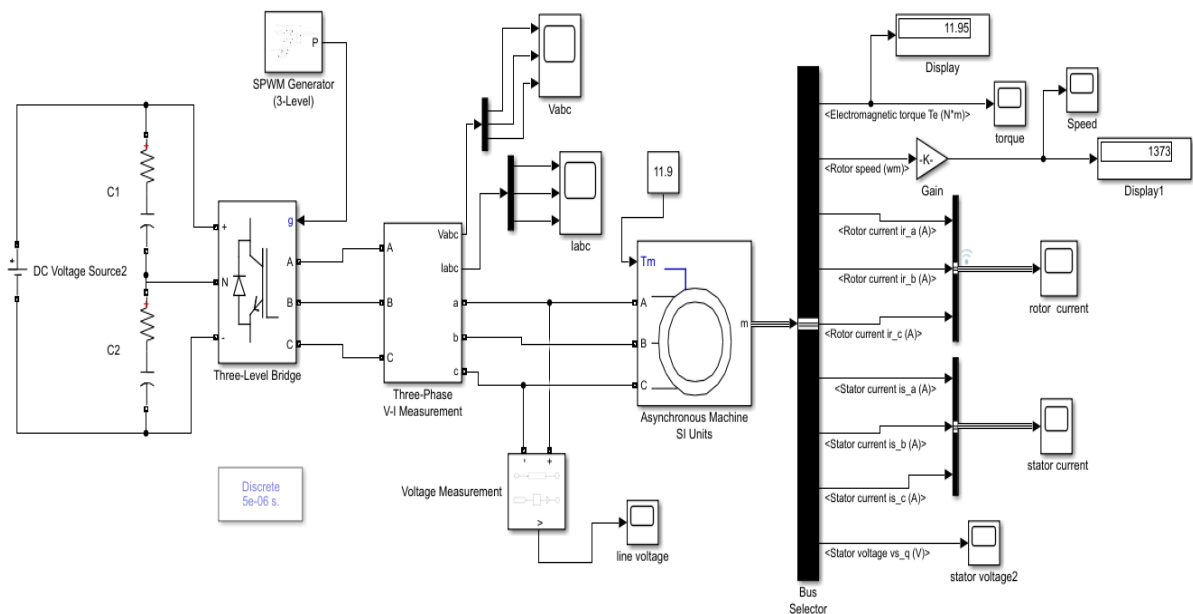 P
SPWM Generator
(3-Level)
Vabc
11.95
Display
<Electromagnetic torque Te (N*m)>
torque
Speed
<Rotor speed (wm)>
-K-
Gain
1373
Display1
C1
C2
DC Voltage Source2
+
N
-
g
A
B
C
Three-Level Bridge
A
B
C
Vabc
Iabc
a
b
c
Three-Phase
V-I Measurement
Iabc
11.9
Tm
A
B
C
m
Asynchronous Machine
SI Units
<Rotor current ir_a (A)>
<Rotor current ir_b (A)>
<Rotor current ir_c (A)>
rotor current
<Stator current is_a (A)>
<Stator current is_b (A)>
<Stator current is_c (A)>
stator current
<Stator voltage vs_q (V)>
stator voltage2
Bus
Selector
Discrete
5e-06 s.
Voltage Measurement
- +
>
line voltage